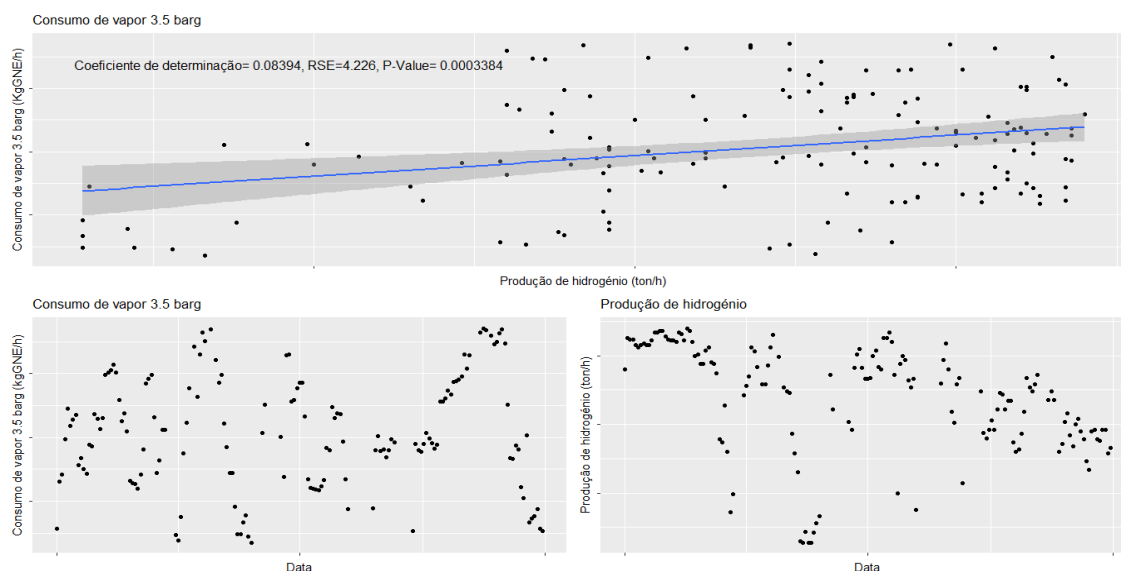 Consumo de vapor 3.5 barg
Coeficiente de determinação= 0.08394, RSE=4.226, P-Value= 0.0003384
Consumo de vapor 3.5 barg (KgGNE/h)
Produção de hidrogénio (ton/h)
Consumo de vapor 3.5 barg
Consumo de vapor 3.5 barg (kgGNE/h)
Data
Produção de hidrogénio
Produção de hidrogénio (ton/h)
Data